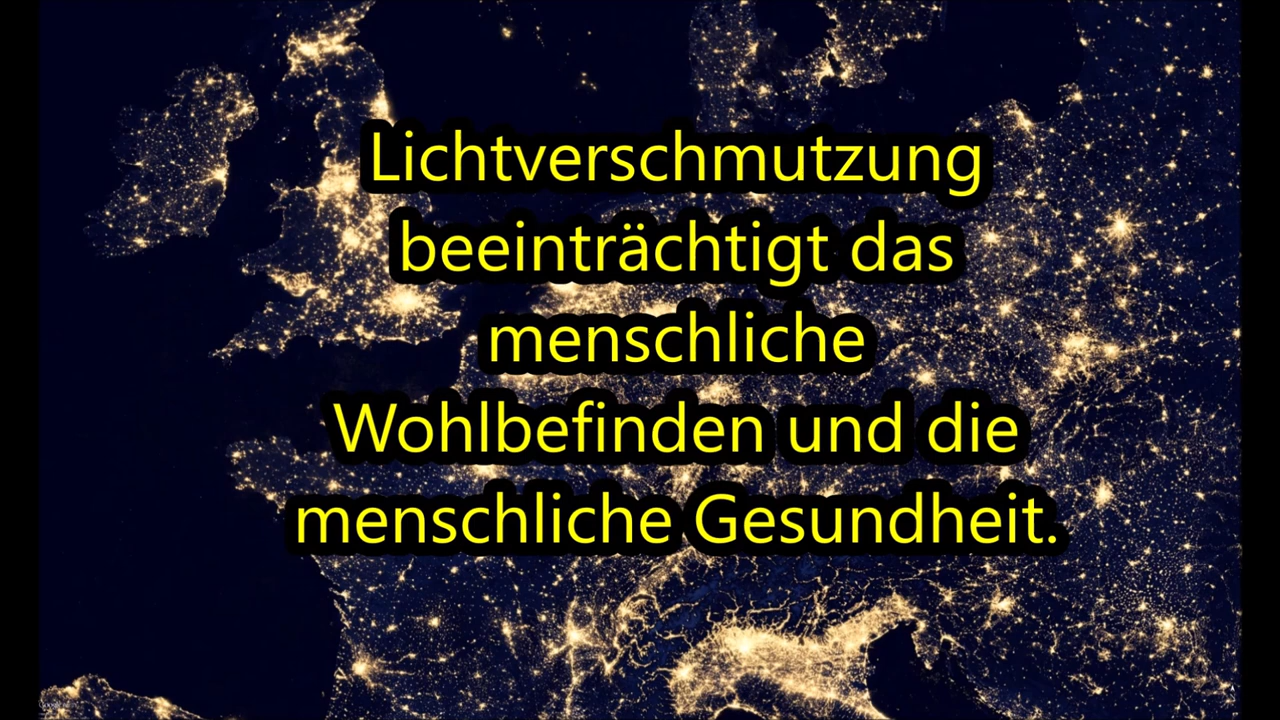 Lichtverschmutzung
beeinträchtigt das
menschliche
Wohlbefinden und die
menschliche Gesundheit.